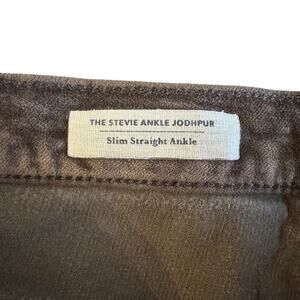 THE STEVIE ANKLE JODHPUR
Slim Straight Ankle